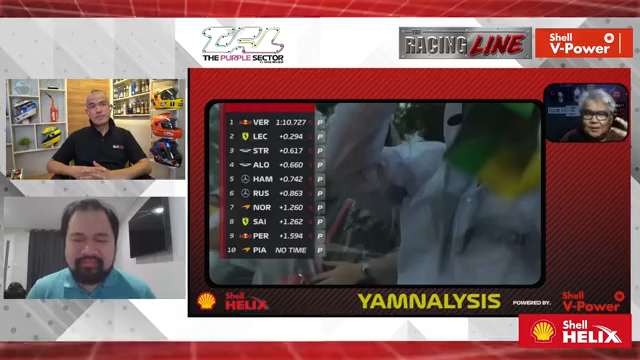 THE PURPLE SECTOR
THE
RACING LINE
Shell
V-Power
1 VER 1:10.727 P
2 LEC +0.294 P
3 STR +0.617 P
4 ALO +0.660 P
5 HAM +0.742 P
6 RUS +0.863 P
7 NOR +1.260 P
8 SAI +1.262 P
9 PER +1.594 P
10 PIA NO TIME P
Shell
HELIX
YAMNALYSIS
POWERED BY.
Shell
V-Power
Shell
HELIX